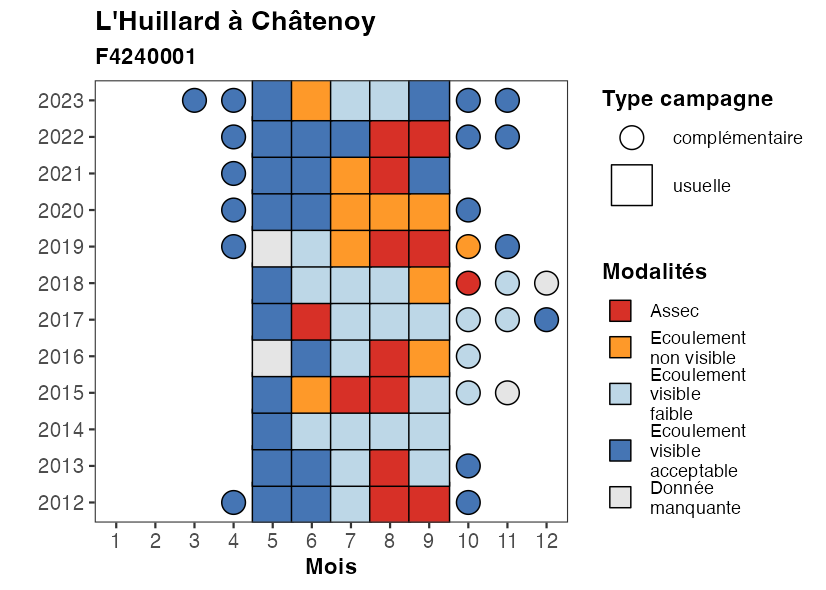 L'Huillard à Châtenoy
F4240001
2023
2022
2021
2020
2019
2018
2017
2016
2015
2014
2013
2012
1 2 3 4 5 6 7 8 9 10 11 12
Mois
Type campagne
complémentaire
usuelle
Modalités
Assec
Ecoulement
non visible
Ecoulement
visible
faible
Ecoulement
visible
acceptable
Donnée
manquante